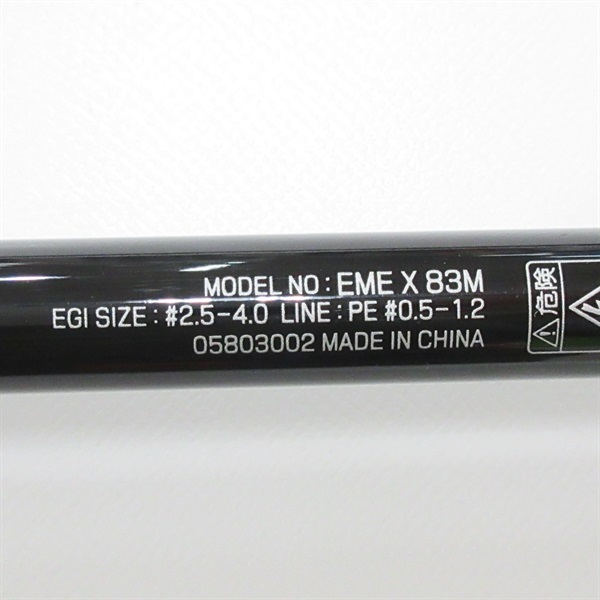 MODEL NO : EME X 83M
EGI SIZE : #2.5-4.0 LINE : PE #0.5-1.2
05803002 MADE IN CHINA
危険